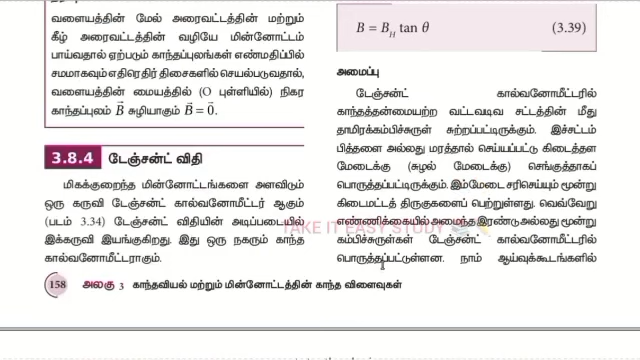 வளையத்தின் மேல் அரைவட்டத்தின் மற்றும்
கீழ் அரைவட்டத்தின் வழியே மின்னோட்டம்
பாய்வதால் ஏற்படும் காந்தப்புலங்கள் எண்மதிப்பில்
சமமாகவும் எதிரெதிர் திசைகளில் செயல்படுவதால்,
வளையத்தின் மையத்தில் (O புள்ளியில்) நிகர
காந்தப்புலம் B⃗ சுழியாகும் B⃗ = 0⃗.
3.8.4 டேஞ்சன்ட் விதி
மிகக்குறைந்த மின்னோட்டங்களை அளவிடும்
ஒரு கருவி டேஞ்சன்ட் கால்வனோமீட்டர் ஆகும்
(படம் 3.34) டேஞ்சன்ட் விதியின் அடிப்படையில்
இக்கருவி இயங்குகிறது. இது ஒரு நகரும் காந்த
கால்வனோமீட்டராகும்.
B = B_H tan θ (3.39)
அமைப்பு
டேஞ்சன்ட் கால்வனோமீட்டரில்
காந்தத்தன்மையற்ற வட்டவடிவ சட்டத்தின் மீது
தாமிரக்கம்பிச்சுருள் சுற்றப்பட்டிருக்கும். இச்சட்டம்
பித்தளை அல்லது மரத்தால் செய்யப்பட்டு கிடைத்தள
மேடைக்கு (சுழல் மேடைக்கு) செங்குத்தாகப்
பொருத்தப்பட்டிருக்கும். இம்மேடை சரிசெய்யும் மூன்று
கிடைமட்டத் திருகுகளைப் பெற்றுள்ளது. வெவ்வேறு
எண்ணிக்கையில் அமைந்த இரண்டு அல்லது மூன்று
கம்பிச்சுருள்கள் டேஞ்சன்ட் கால்வனோமீட்டரில்
பொருத்தப்பட்டுள்ளன. நாம் ஆய்வுக்கூடங்களில்
TAKE IT EASY STUDY
158 அலகு 3 காந்தவியல் மற்றும் மின்னோட்டத்தின் காந்த விளைவுகள்